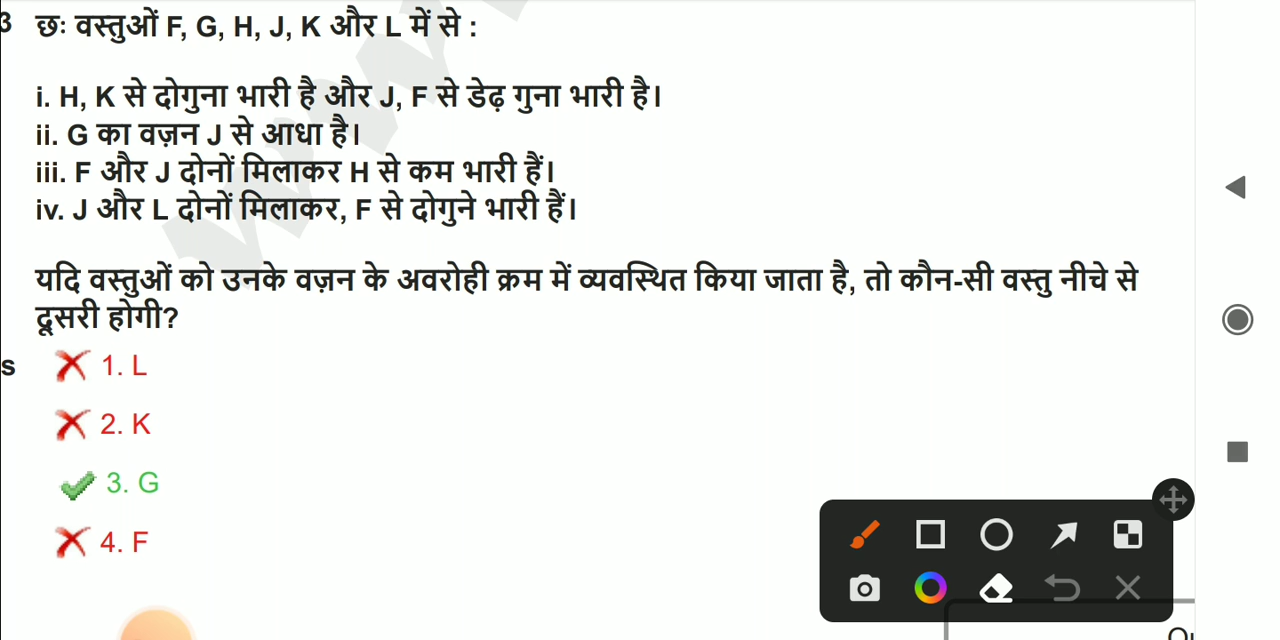 3 छः वस्तुओं F, G, H, J, K और L में से :
i. H, K से दोगुना भारी है और J, F से डेढ़ गुना भारी है।
ii. G का वज़न J से आधा है।
iii. F और J दोनों मिलाकर H से कम भारी हैं।
iv. J और L दोनों मिलाकर, F से दोगुने भारी हैं।
यदि वस्तुओं को उनके वज़न के अवरोही क्रम में व्यवस्थित किया जाता है, तो कौन-सी वस्तु नीचे से
दूसरी होगी?
s 1. L
2. K
3. G
4. F